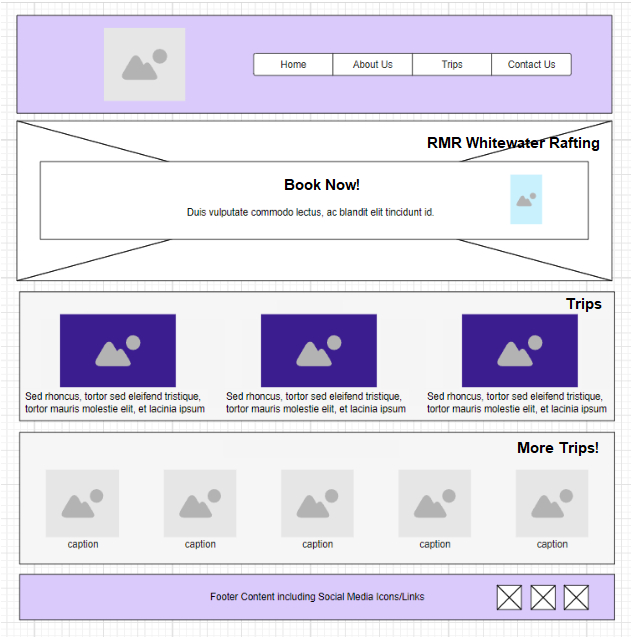 Home About Us Trips Contact Us
RMR Whitewater Rafting
Book Now!
Duis vulputate commodo lectus, ac blandit elit tincidunt id.
Trips
Sed rhoncus, tortor sed eleifend tristique,
tortor mauris molestie elit, et lacinia ipsum
Sed rhoncus, tortor sed eleifend tristique,
tortor mauris molestie elit, et lacinia ipsum
Sed rhoncus, tortor sed eleifend tristique,
tortor mauris molestie elit, et lacinia ipsum
More Trips!
caption caption caption caption caption
Footer Content including Social Media Icons/Links